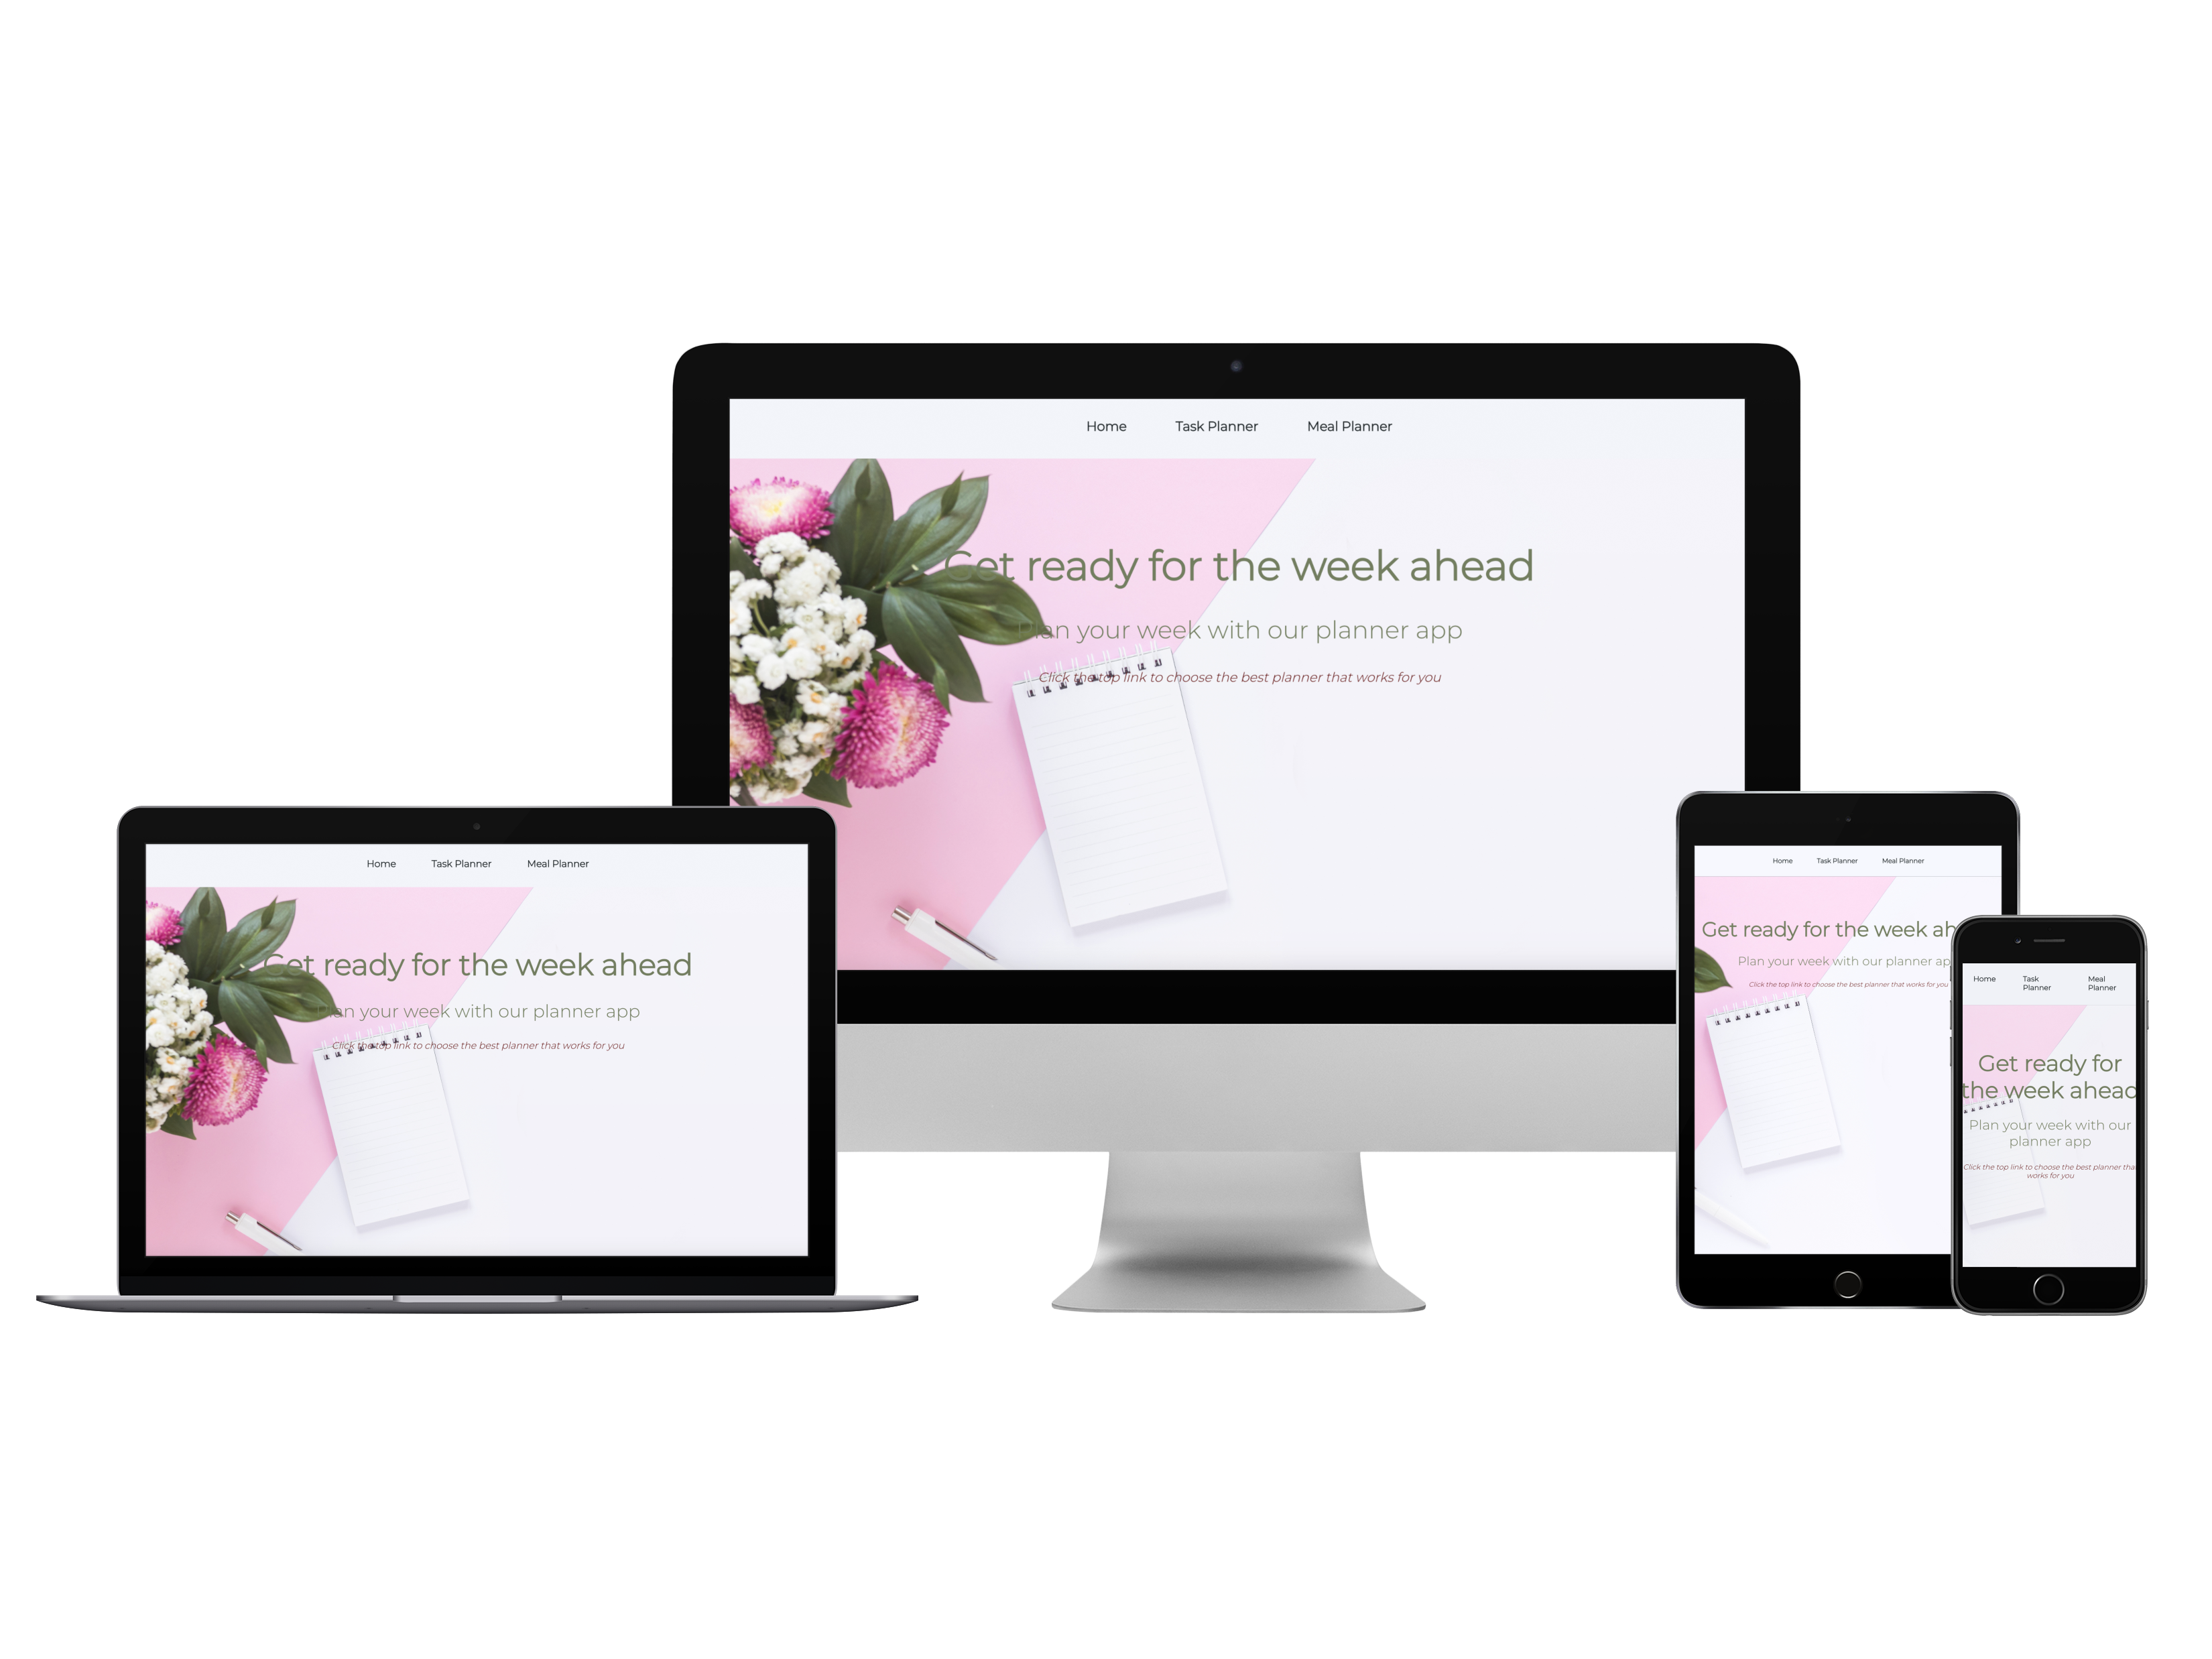 Home Task Planner Meal Planner
Get ready for the week ahead
Plan your week with our planner app
Click the top link to choose the best planner that works for you
Home Task Planner Meal Planner
Get ready for the week ahead
Plan your week with our planner app
Click the top link to choose the best planner that works for you
Home Task Planner Meal Planner
Get ready for the week ah
Plan your week with our planner ap
Click the top link to choose the best planner that works for you
Home Task Planner Meal Planner
Get ready for
the week ahead
Plan your week with our
planner app
Click the top link to choose the best planner tha
works for you